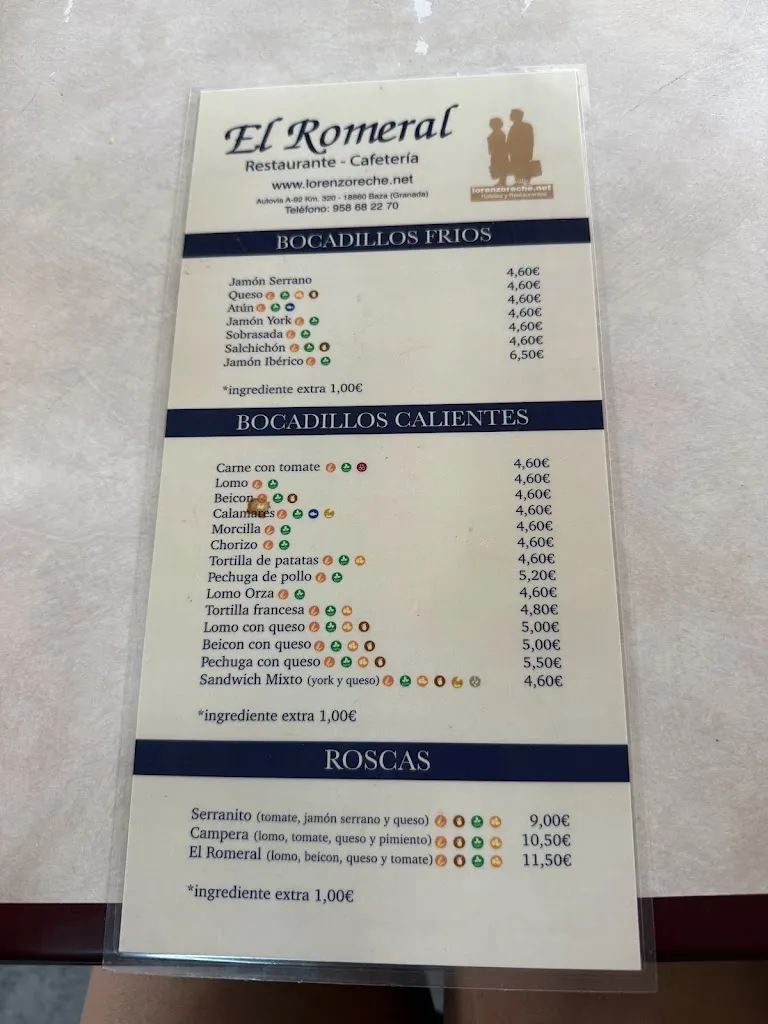 El Romeral
Restaurante - Cafetería
www.lorenzoreche.net
Autovía A-92 Km. 320 - 18860 Baza (Granada)
Teléfono: 958 68 22 70
lorenzoreche.net
Hoteles y Restaurantes
BOCADILLOS FRIOS
Jamón Serrano 4,60€
Queso 4,60€
Atún 4,60€
Jamón York 4,60€
Sobrasada 4,60€
Salchichón 4,60€
Jamón Ibérico 6,50€
*ingrediente extra 1,00€
BOCADILLOS CALIENTES
Carne con tomate 4,60€
Lomo 4,60€
Beicon 4,60€
Calamares 4,60€
Morcilla 4,60€
Chorizo 4,60€
Tortilla de patatas 4,60€
Pechuga de pollo 5,20€
Lomo Orza 4,60€
Tortilla francesa 4,80€
Lomo con queso 5,00€
Beicon con queso 5,00€
Pechuga con queso 5,50€
Sandwich Mixto (york y queso) 4,60€
*ingrediente extra 1,00€
ROSCAS
Serranito (tomate, jamón serrano y queso) 9,00€
Campera (lomo, tomate, queso y pimiento) 10,50€
El Romeral (lomo, beicon, queso y tomate) 11,50€
*ingrediente extra 1,00€